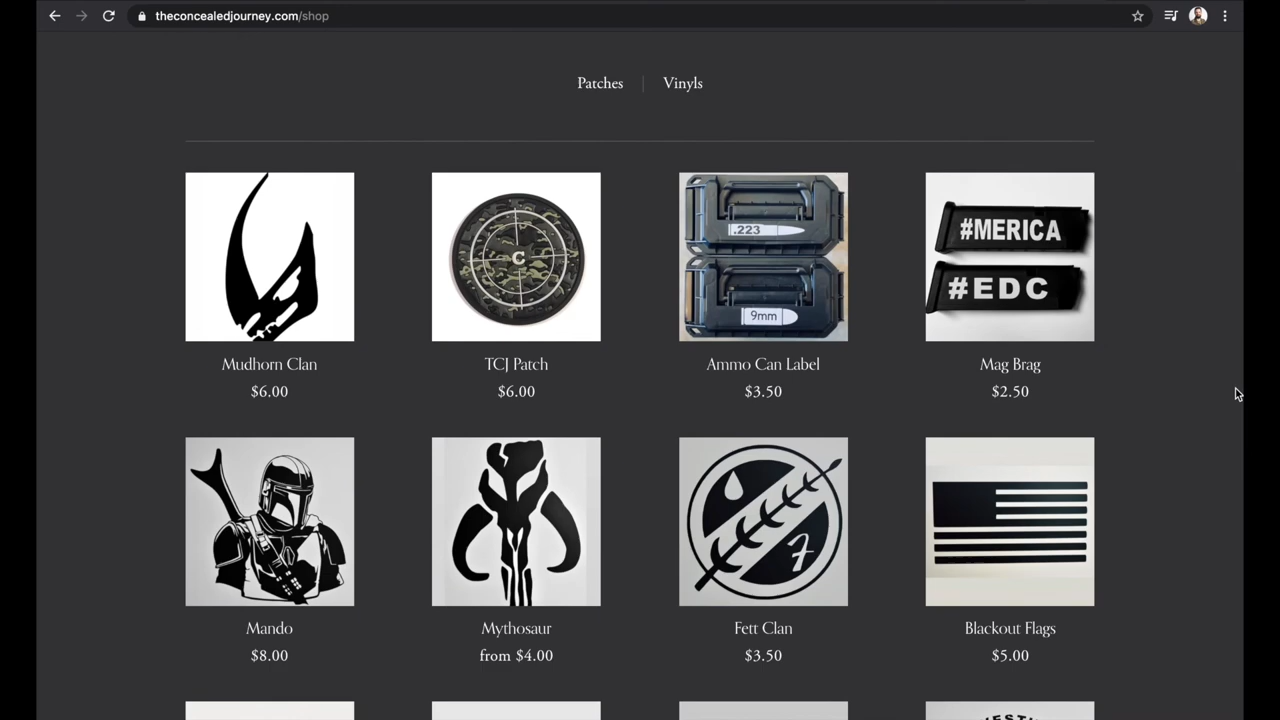 theconcealedjourney.com/shop
Patches
Vinyls
.223
9mm
C
#MERICA
#EDC
Mudhorn Clan
$6.00
TCJ Patch
$6.00
Ammo Can Label
$3.50
Mag Brag
$2.50
Mando
$8.00
Mythosaur
from $4.00
Fett Clan
$3.50
Blackout Flags
$5.00